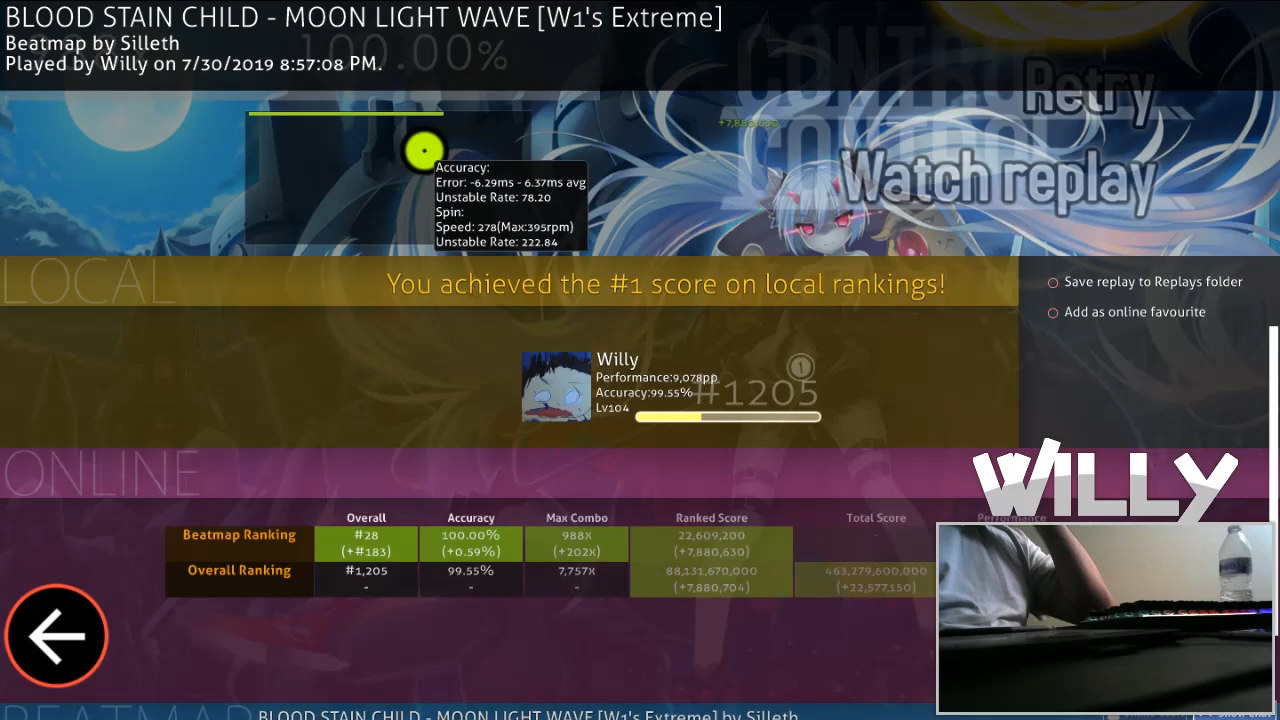 BLOOD STAIN CHILD - MOON LIGHT WAVE [W1's Extreme]
Beatmap by Silleth
Played by Willy on 7/30/2019 8:57:08 PM.
100.00%
CONTROL
Retry
CONTROL
Watch replay
+7,880,630
Accuracy:
Error: -6.29ms - 6.37ms avg
Unstable Rate: 78.20
Spin:
Speed: 278(Max:395rpm)
Unstable Rate: 222.84
LOCAL
You achieved the #1 score on local rankings!
Save replay to Replays folder
Add as online favourite
Willy
Performance:9,078pp
Accuracy:99.55%
Lv104
#1205
1
ONLINE
WILLY
Overall Accuracy Max Combo Ranked Score Total Score Performance
Beatmap Ranking #28 100.00% 988x 22,609,200 -
(+#183) (+0.59%) (+202x) (+7,880,630)
Overall Ranking #1,205 99.55% 7,757x 88,131,670,000 463,279,600,000
- - - (+7,880,704) (+22,577,150)
BEATMAP
BLOOD STAIN CHILD - MOON LIGHT WAVE [W1's Extreme] by Silleth